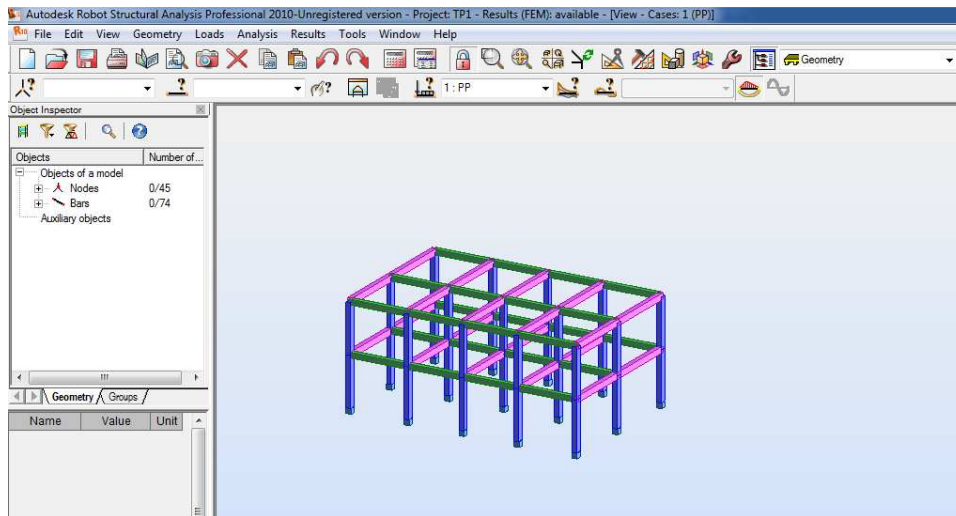 Autodesk Robot Structural Analysis Professional 2010-Unregistered version - Project: TP1 - Results (FEM): available - [View - Cases: 1 (PP)]
File Edit View Geometry Loads Analysis Results Tools Window Help
Geometry
1 : PP
Object Inspector
Objects Number of...
Objects of a model
Nodes 0/45
Bars 0/74
Auxiliary objects
Geometry Groups
Name Value Unit